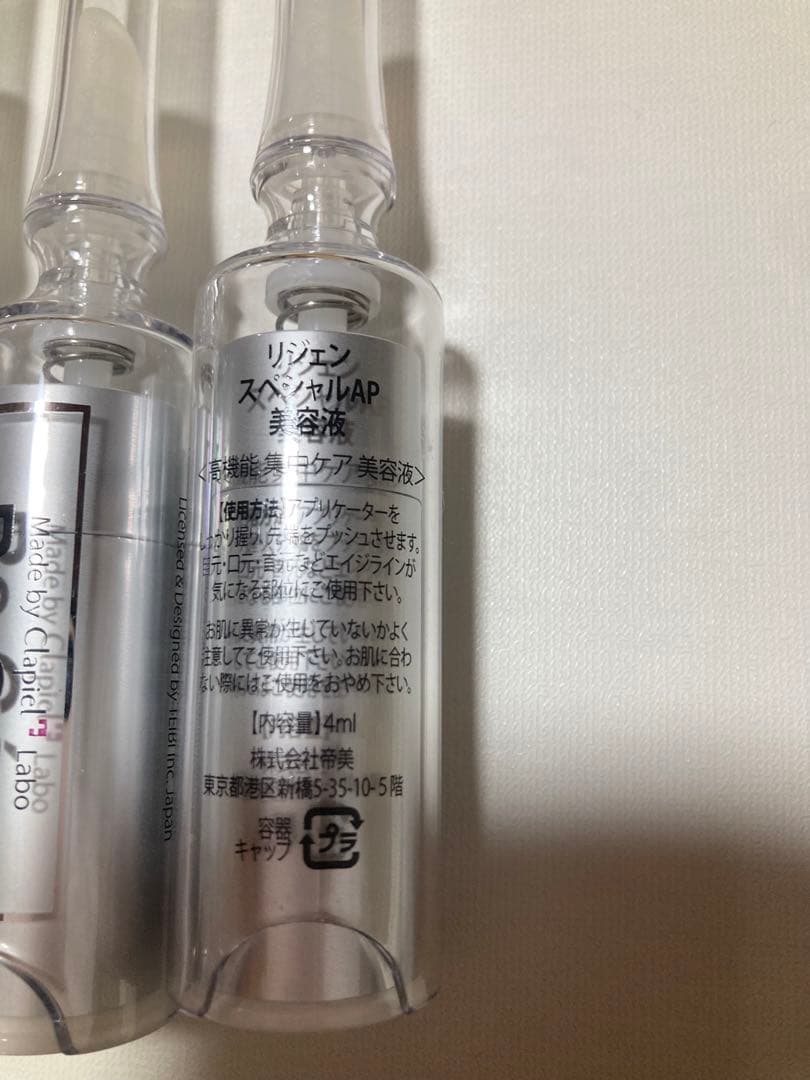 リジェン
スペシャルAP
美容液
<高機能 集中ケア 美容液>
【使用方法】アプリケーターを
しっかり握り、先端をプッシュさせます。
目元・口元・首元などエイジラインが
気になる部位にご使用下さい。
お肌に異常が生じていないかよく
注意してご使用下さい。お肌に合わ
ない際にはご使用をおやめ下さい。
【内容量】4ml
株式会社帝美
東京都港区新橋5-35-10-5階
容器
キャップ
プラ
Made by Clapiel Labo
Licensed & Designed by TEIBI Inc. Japan